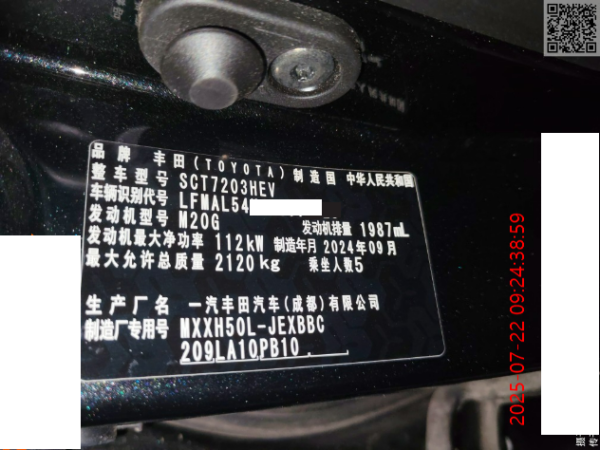 品牌 丰田(TOYOTA) 制造国 中华人民共和国
整车型号 SCT7203HEV
车辆识别代号 LFMAL54
发动机型号 M20G 发动机排量 1987mL
发动机最大净功率 112kW 制造年月 2024年09月
最大允许总质量 2120kg 乘坐人数5
生产厂名 一汽丰田汽车(成都)有限公司
制造厂专用号 MXXH50L-JEXBBC
209LA10PB10
2025-07-22 09:24:38:59